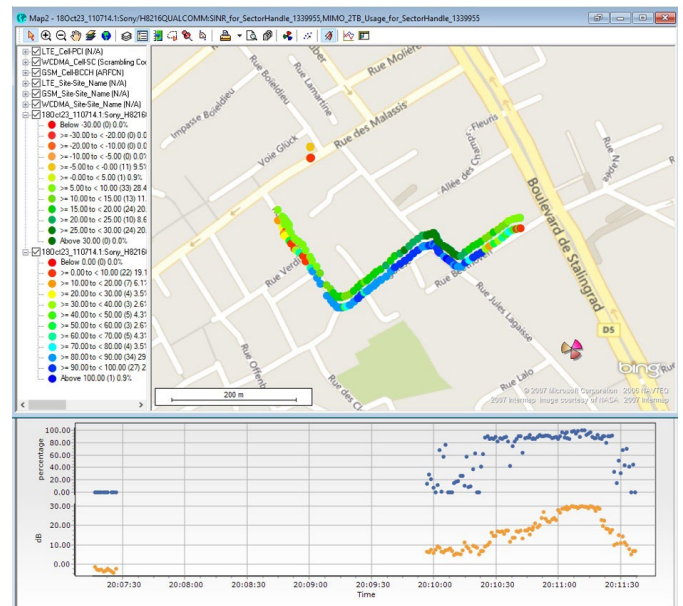 Map2 - 18Oct23_110714.1:Sony/H8216QUALCOMM:SINR_for_SectorHandle_1339955,MIMO_2TB_Usage_for_SectorHandle_1339955
LTE_Cell-PCI (N/A)
WCDMA_Cell-SC (Scrambling Co
GSM_Cell-BCCH (ARFCN)
LTE_Site-Site_Name (N/A)
GSM_Site-Site_Name (N/A)
WCDMA_Site-Site_Name (N/A)
18Oct23_110714.1:Sony_H8216
Below -30.00 (0) 0.0%
>= -30.00 to < -20.00 (0) 0.0
>= -20.00 to < -10.00 (0) 0.0
>= -10.00 to < -5.00 (0) 0.0%
>= -5.00 to < -0.00 (11) 9.5%
>= -0.00 to < 5.00 (1) 0.9%
>= 5.00 to < 10.00 (33) 28.4
>= 10.00 to < 15.00 (13) 11.
>= 15.00 to < 20.00 (24) 20.
>= 20.00 to < 25.00 (10) 8.6
>= 25.00 to < 30.00 (24) 20.
Above 30.00 (0) 0.0%
18Oct23_110714.1:Sony_H8216
Below 0.00 (0) 0.0%
>= 0.00 to < 10.00 (22) 19.1
>= 10.00 to < 20.00 (7) 6.1%
>= 20.00 to < 30.00 (4) 3.5%
>= 30.00 to < 40.00 (3) 2.6%
>= 40.00 to < 50.00 (5) 4.3%
>= 50.00 to < 60.00 (3) 2.6%
>= 60.00 to < 70.00 (5) 4.3%
>= 70.00 to < 80.00 (4) 3.5%
>= 80.00 to < 90.00 (34) 29
>= 90.00 to < 100.00 (27) 2
Above 100.00 (1) 0.9%
Rue Molière
Rue Boieldieu
Rue Lamartine
Impasse Boieldieu
Rue des Malassis
Voie Glück
Fleuris
Allée des
Rue de Na
Boulevard de Stalingrad
Rue Verdi
Rue Be
Rue Jules Lagaisse
D5
Rue Offenb
Rue des Cl
Rue Lalo
200 m
bing
© 2007 Microsoft Corporation
NAVTEQ
2007 Intermap Image courtesy of NASA 2007 Intermap
percentage
100.00
80.00
60.00
40.00
20.00
0.00
dB
30.00
20.00
10.00
0.00
20:07:30
20:08:00
20:08:30
20:09:00
20:09:30
20:10:00
20:10:30
20:11:00
20:11:30
Time